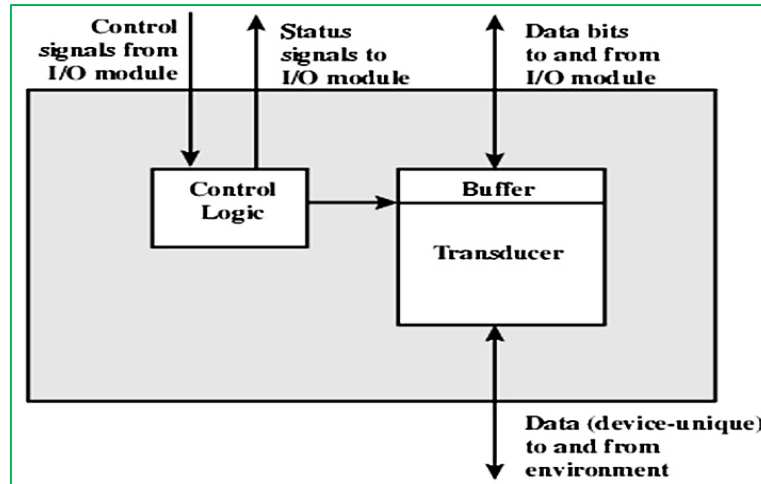 Control
signals from
I/O module
Status
signals to
I/O module
Data bits
to and from
I/O module
Control
Logic
Buffer
Transducer
Data (device-unique)
to and from
environment